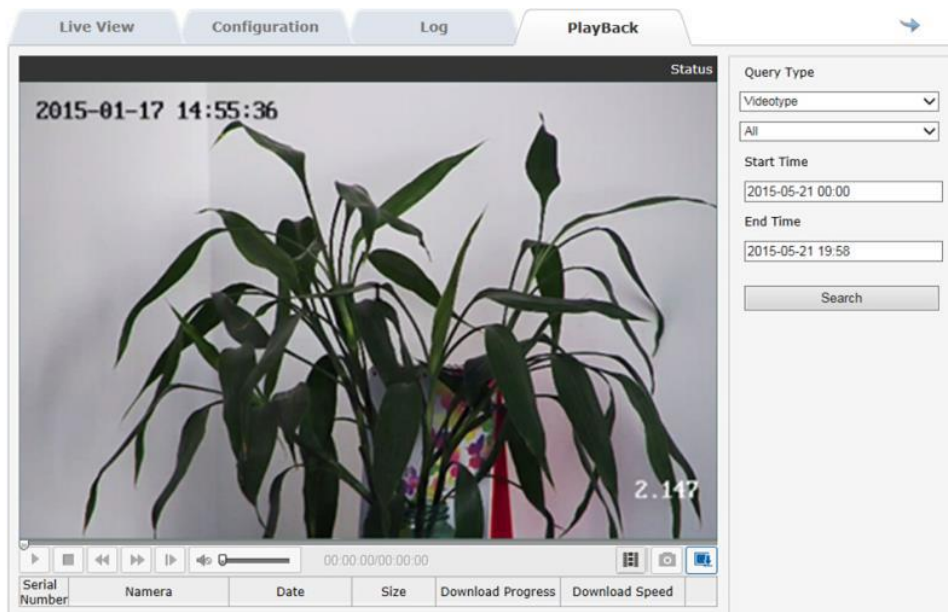 Live View
Configuration
Log
PlayBack
Status
2015-01-17 14:55:36
2.147
00:00:00/00:00:00
Serial Number
Namera
Date
Size
Download Progress
Download Speed
Query Type
Videotype
All
Start Time
2015-05-21 00:00
End Time
2015-05-21 19:58
Search